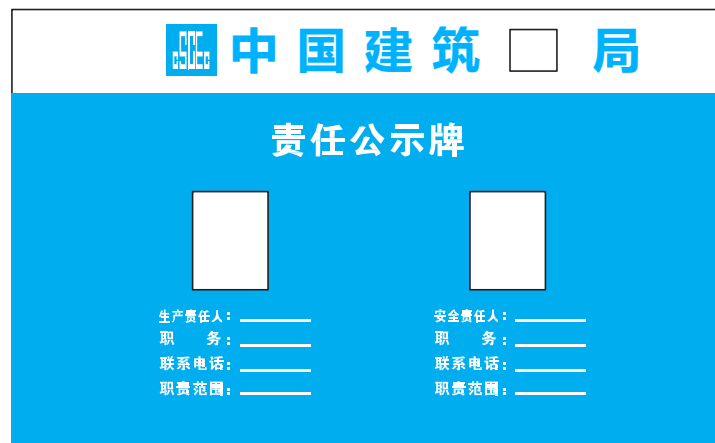 CSCEC 中国建筑 局
责任公示牌
生产责任人：
职 务：
联系电话：
职责范围：
安全责任人：
职 务：
联系电话：
职责范围：